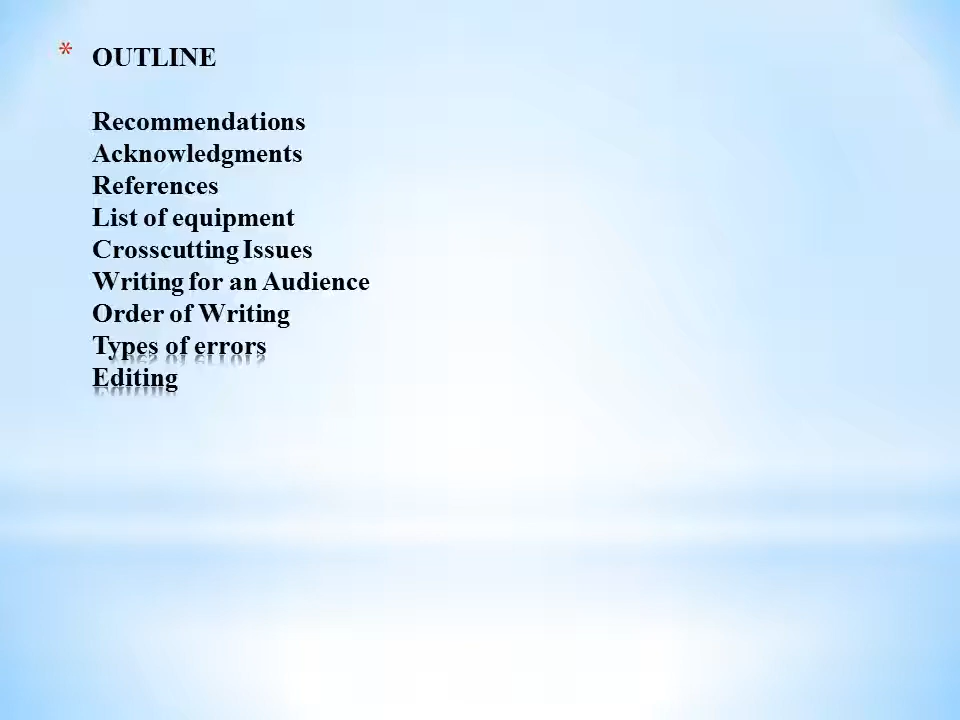 * OUTLINE
Recommendations
Acknowledgments
References
List of equipment
Crosscutting Issues
Writing for an Audience
Order of Writing
Types of errors
Editing